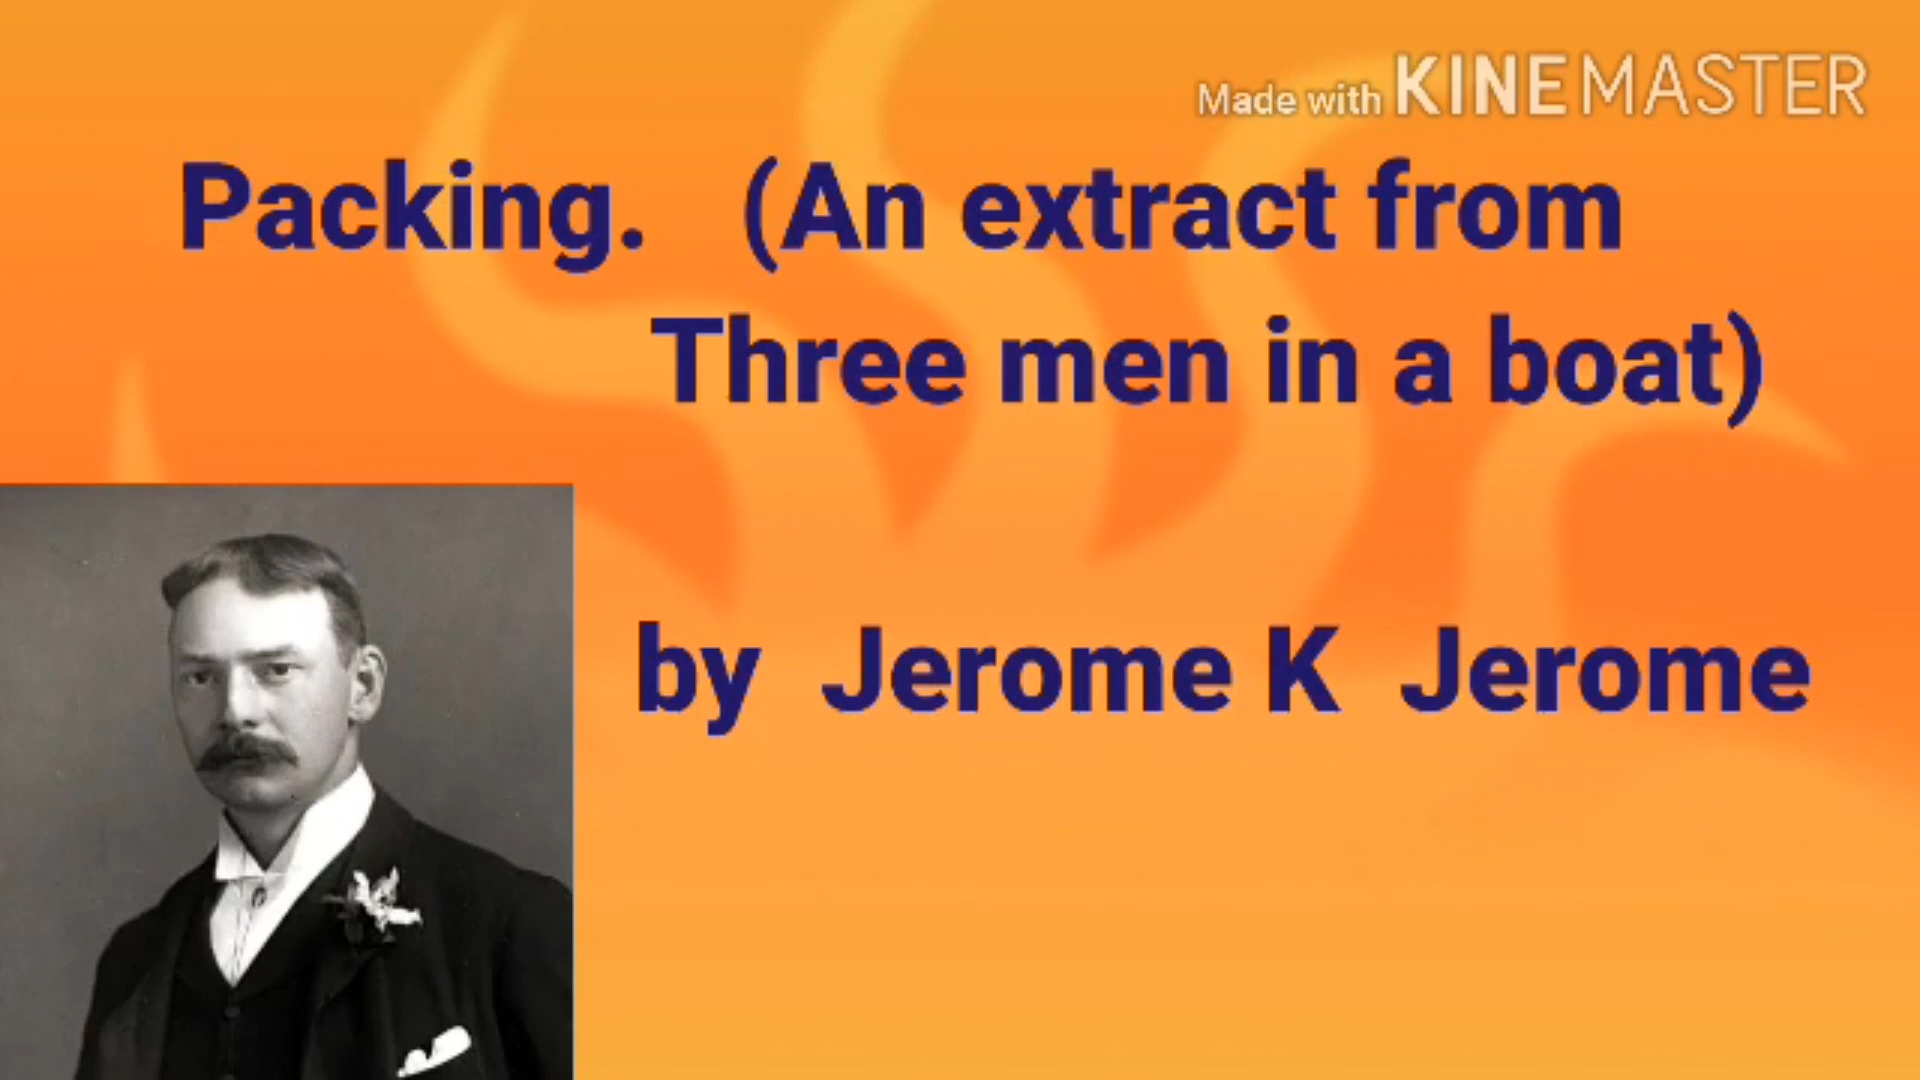 Made with KINEMASTER
Packing. (An extract from
Three men in a boat)
by Jerome K Jerome